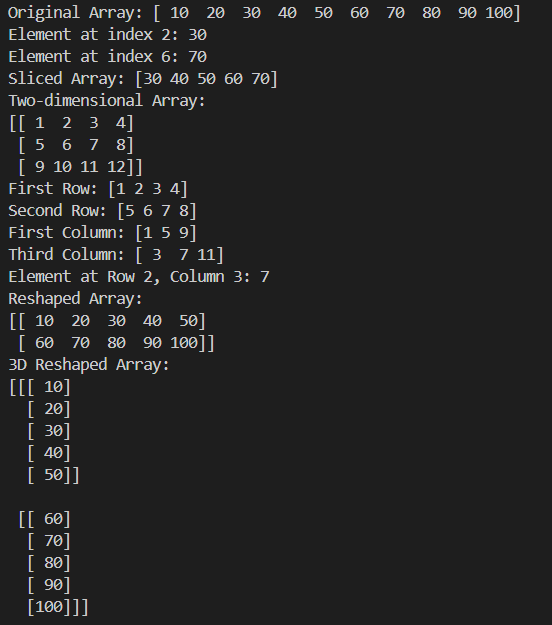 Original Array: [ 10  20  30  40  50  60  70  80  90 100]
Element at index 2: 30
Element at index 6: 70
Sliced Array: [30 40 50 60 70]
Two-dimensional Array:
[[ 1  2  3  4]
 [ 5  6  7  8]
 [ 9 10 11 12]]
First Row: [1 2 3 4]
Second Row: [5 6 7 8]
First Column: [1 5 9]
Third Column: [ 3  7 11]
Element at Row 2, Column 3: 7
Reshaped Array:
[[ 10  20  30  40  50]
 [ 60  70  80  90 100]]
3D Reshaped Array:
[[[ 10]
  [ 20]
  [ 30]
  [ 40]
  [ 50]]

 [[ 60]
  [ 70]
  [ 80]
  [ 90]
  [100]]]